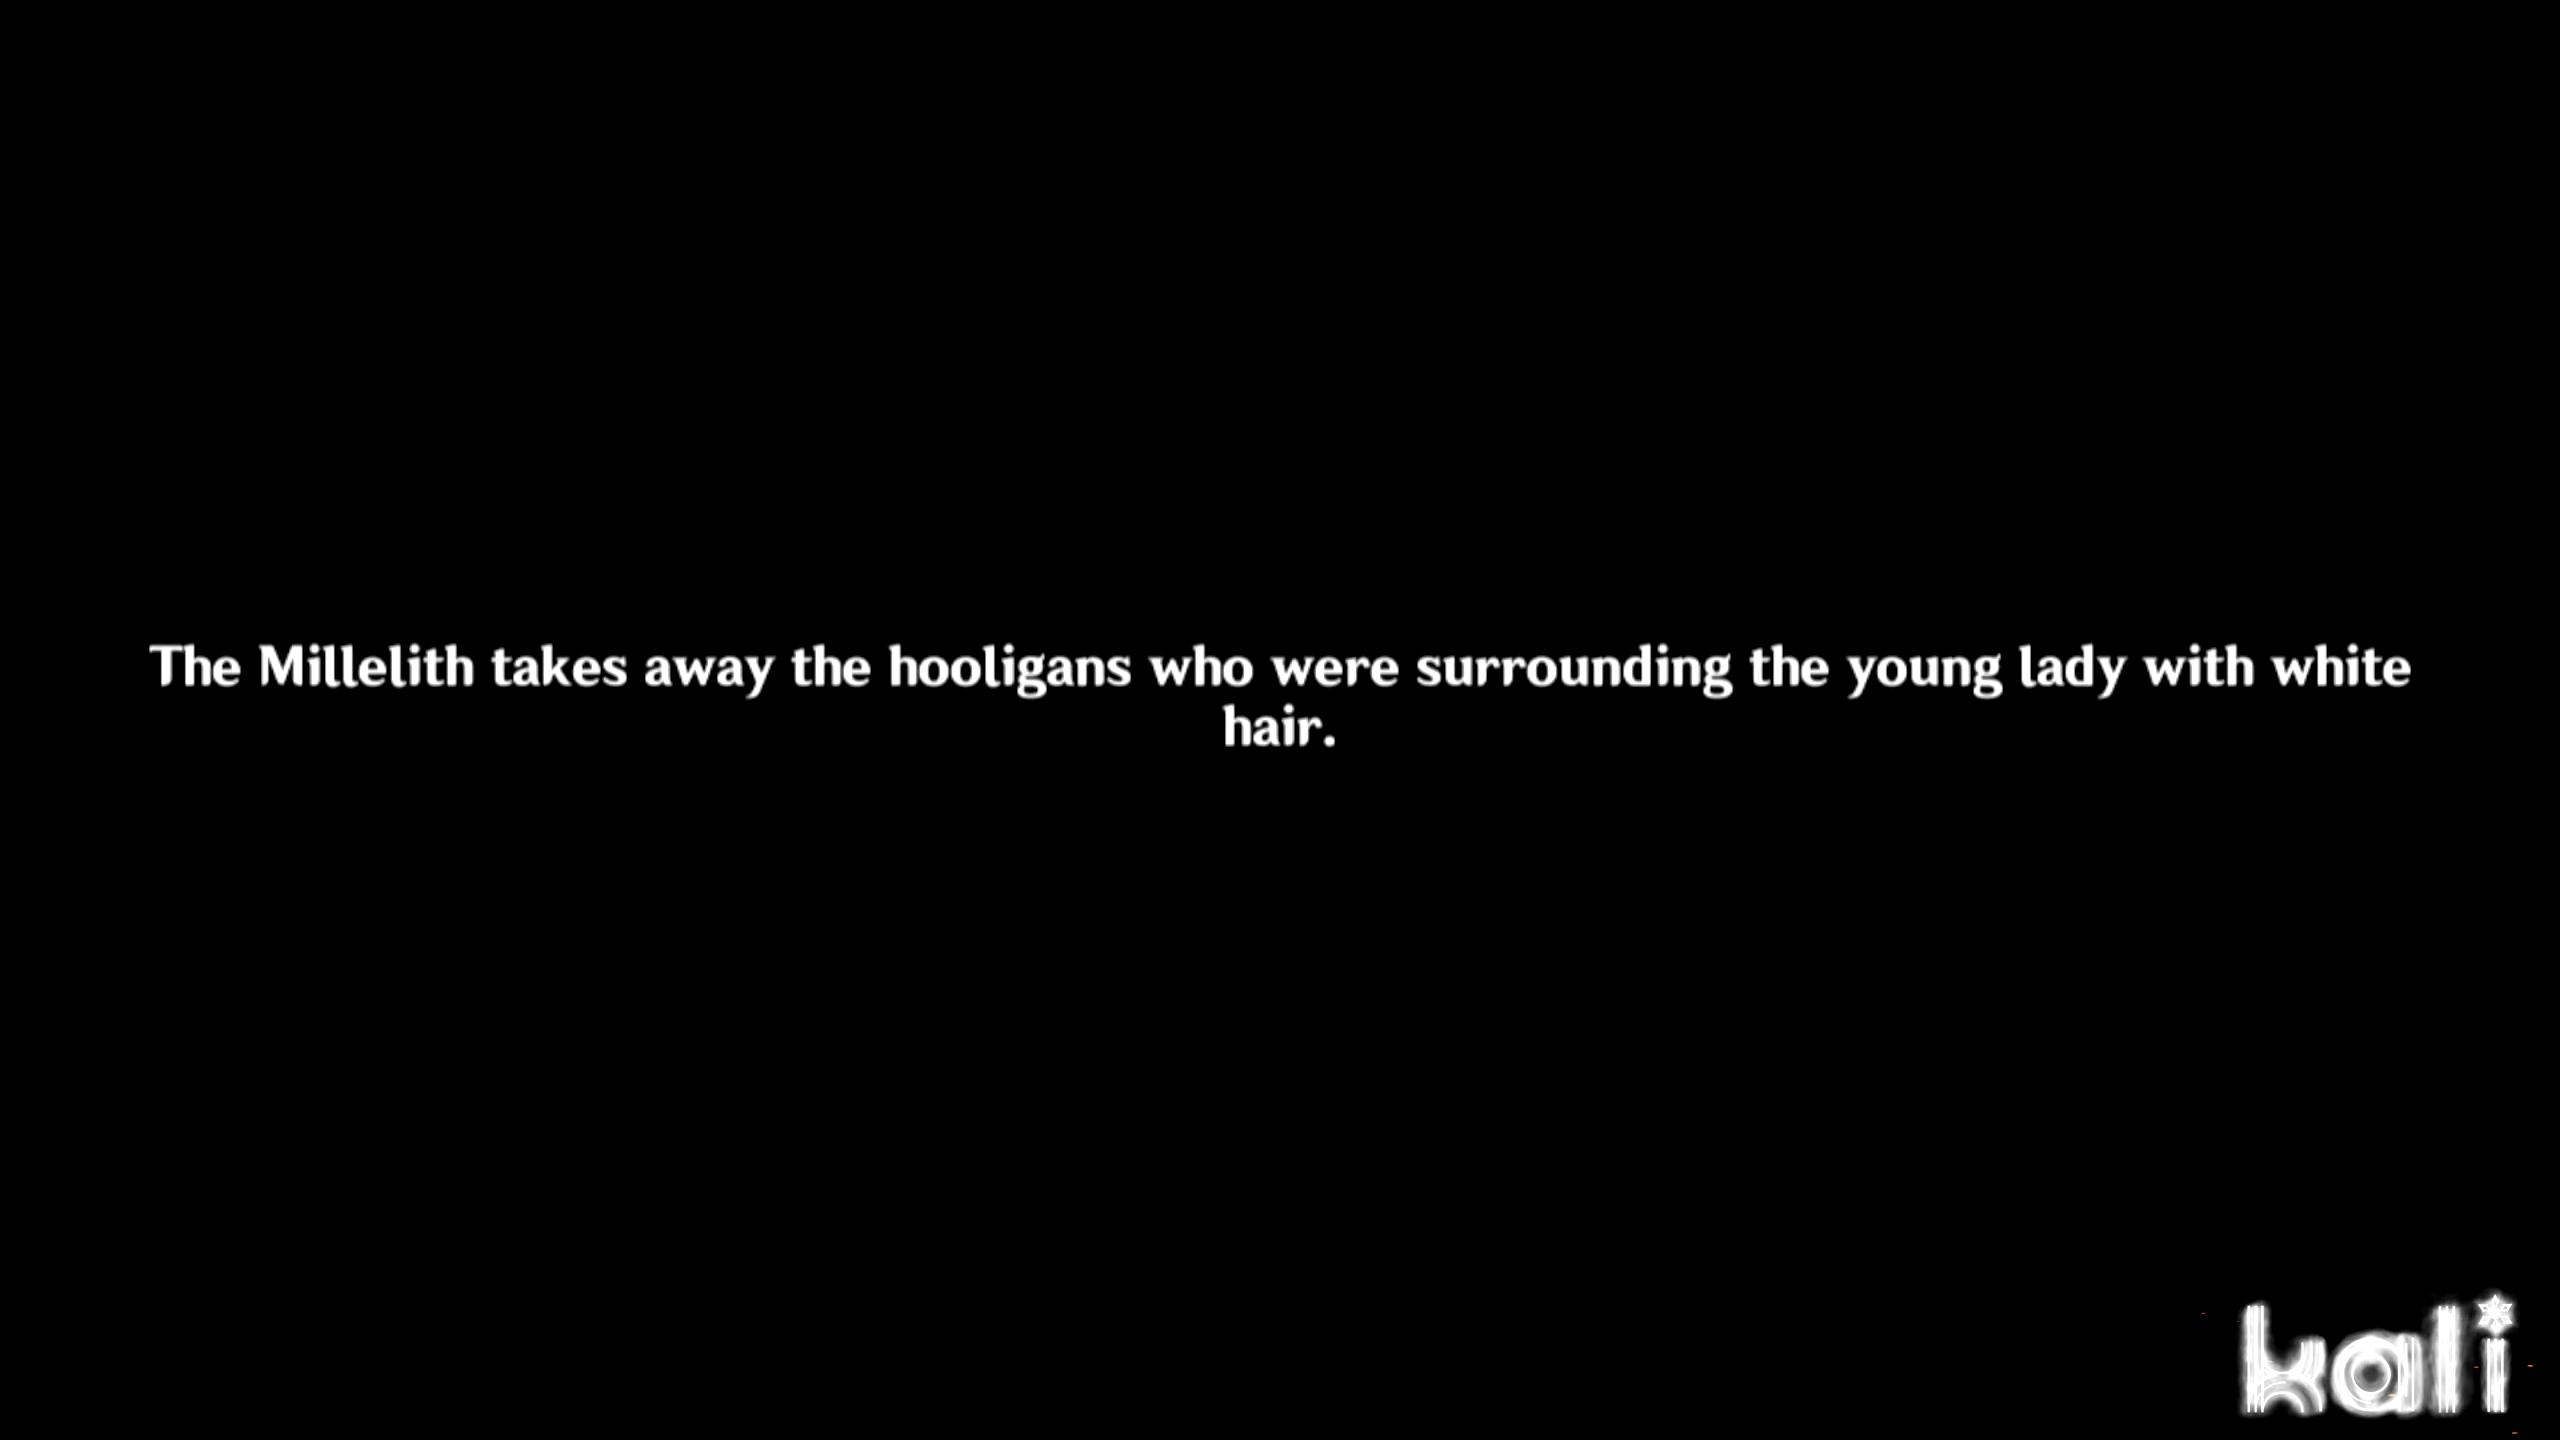 The Millelith takes away the hooligans who were surrounding the young lady with white
hair.
kali